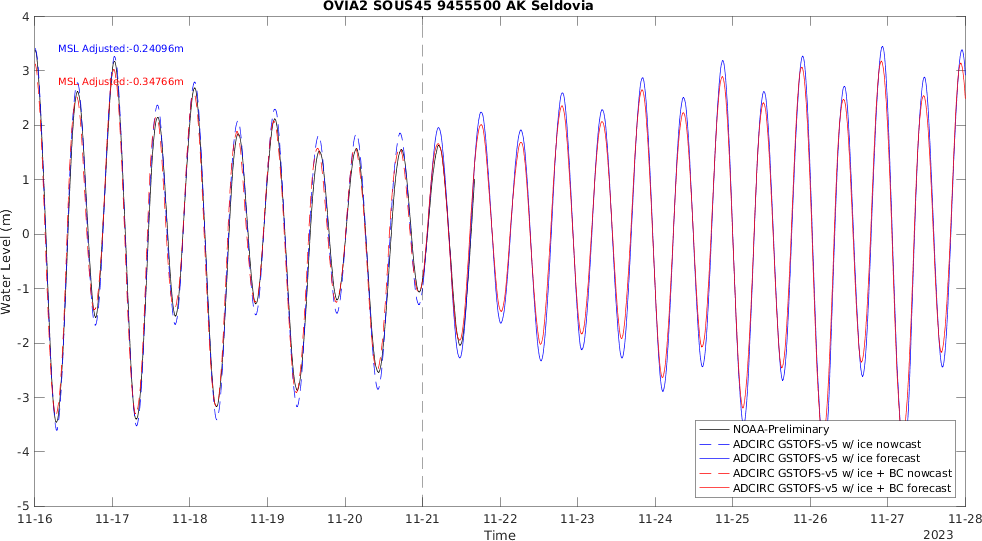 OVIA2 SOUS45 9455500 AK Seldovia
MSL Adjusted:-0.24096m
MSL Adjusted:-0.34766m
Water Level (m)
4
3
2
1
0
-1
-2
-3
-4
-5
NOAA-Preliminary
ADCIRC GSTOFS-v5 w/ ice nowcast
ADCIRC GSTOFS-v5 w/ ice forecast
ADCIRC GSTOFS-v5 w/ ice + BC nowcast
ADCIRC GSTOFS-v5 w/ ice + BC forecast
11-16 11-17 11-18 11-19 11-20 11-21 11-22 11-23 11-24 11-25 11-26 11-27 11-28
Time
2023